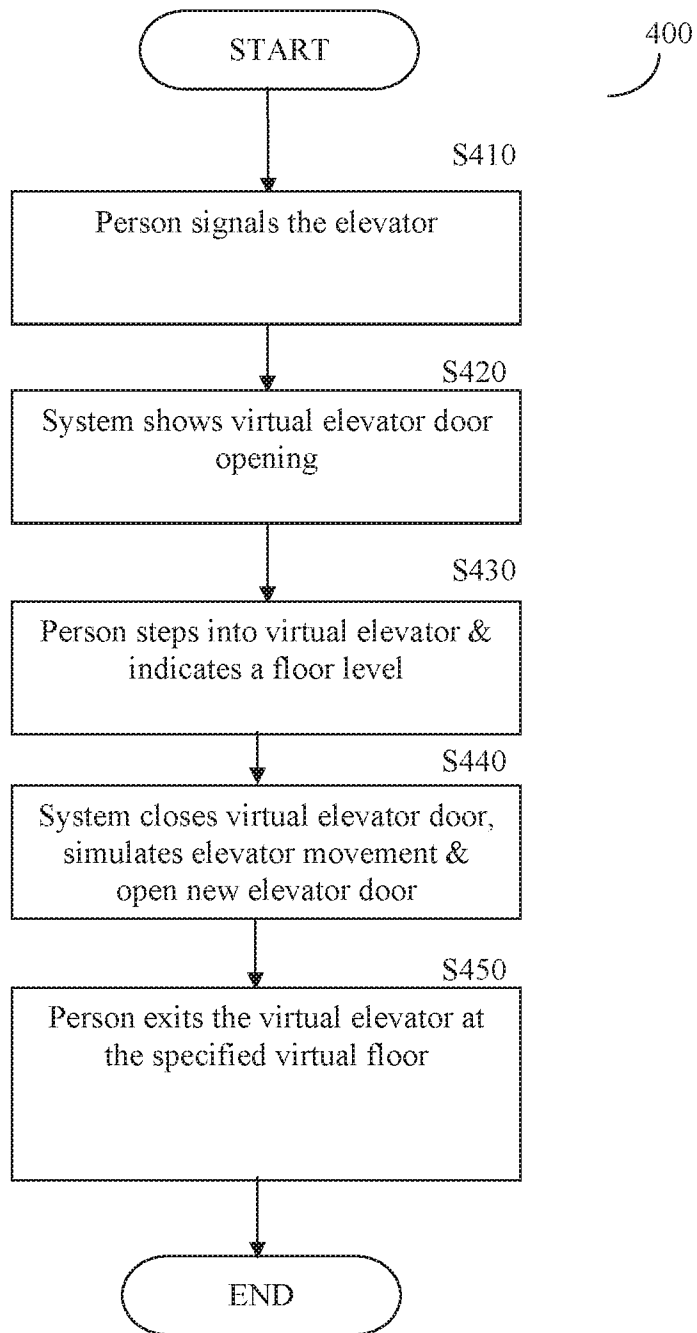 START
400
S410
Person signals the elevator
S420
System shows virtual elevator door
opening
S430
Person steps into virtual elevator &
indicates a floor level
S440
System closes virtual elevator door,
simulates elevator movement &
open new elevator door
S450
Person exits the virtual elevator at
the specified virtual floor
END